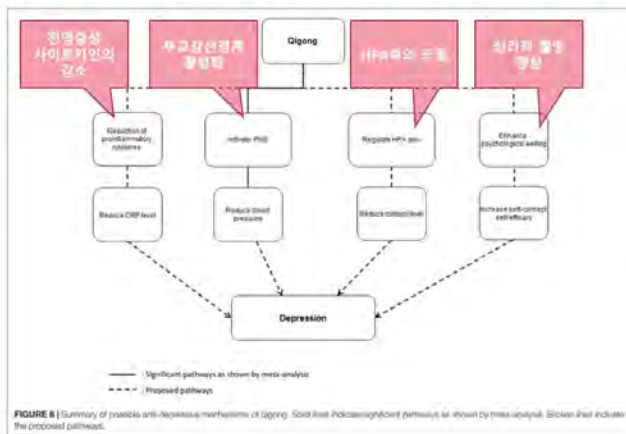 전염증성
사이토카인의
감소
부교감신경계
활성화
Qigong
HPA축의 조절
심리적 웰빙
향상
Reduction of
proinflammatory
cytokines
Activate PNS
Regulate HPA axis
Enhance
psychological wellbing
Reduce CRP level
Reduce blood
pressure
Reduce cortisol level
Increase self-concept,
self-efficacy
Depression
: Significant pathways as shown by meta-analysis
: Proposed pathways
FIGURE 6 | Summary of possible anti-depressive mechanisms of Qigong. Solid lines indicate significant pathways as shown by meta-analysis. Broken lines indicate
the proposed pathways.